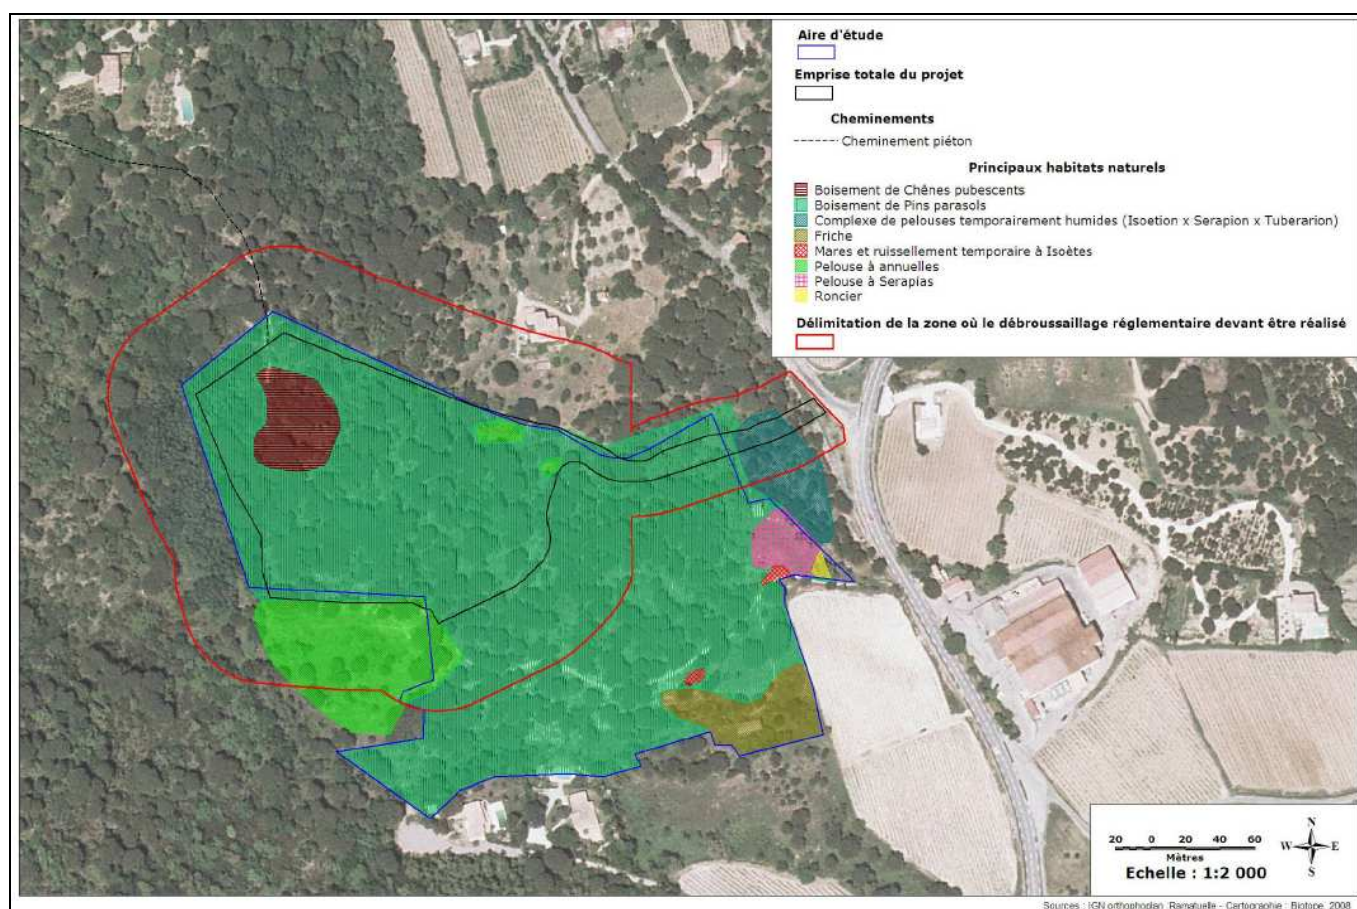 Aire d'étude
Emprise totale du projet
Cheminements
Cheminement piéton
Principaux habitats naturels
Boisement de Chênes pubescents
Boisement de Pins parasols
Complexe de pelouses temporairement humides (Isoetion x Serapion x Tuberarion)
Friche
Mares et ruissellement temporaire à Isoètes
Pelouse à annuelles
Pelouse à Serapias
Roncier
Délimitation de la zone où le débroussaillage réglementaire devant être réalisé
N
W E
S
20 0 20 40 60
Mètres
Echelle : 1:2 000
Sources : IGN orthophoplan, Ramatuelle - Cartographie : Biotope, 2008